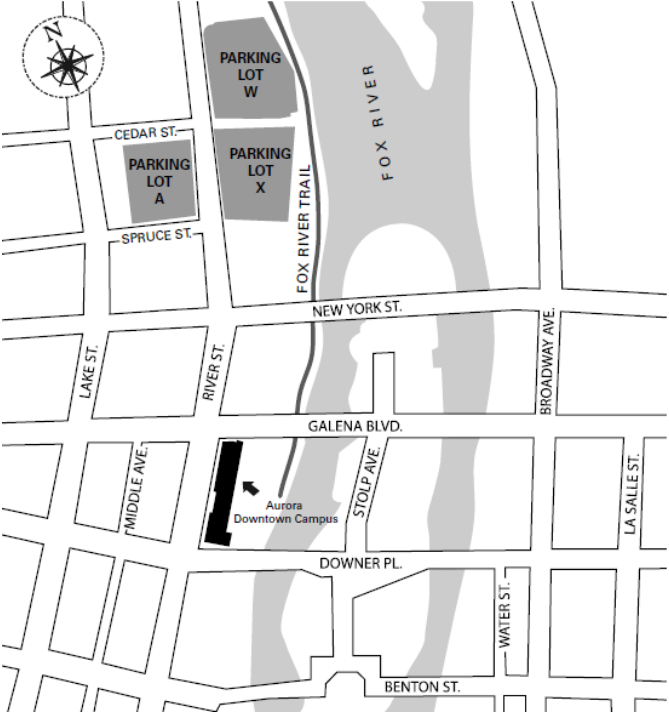 N
PARKING
LOT
W
FOX RIVER
CEDAR ST.
PARKING
LOT
A
PARKING
LOT
X
FOX RIVER TRAIL
SPRUCE ST.
NEW YORK ST.
LAKE ST.
RIVER ST.
BROADWAY AVE.
GALENA BLVD.
MIDDLE AVE.
STOLP AVE.
LA SALLE ST.
Aurora
Downtown Campus
DOWNER PL.
WATER ST.
BENTON ST.